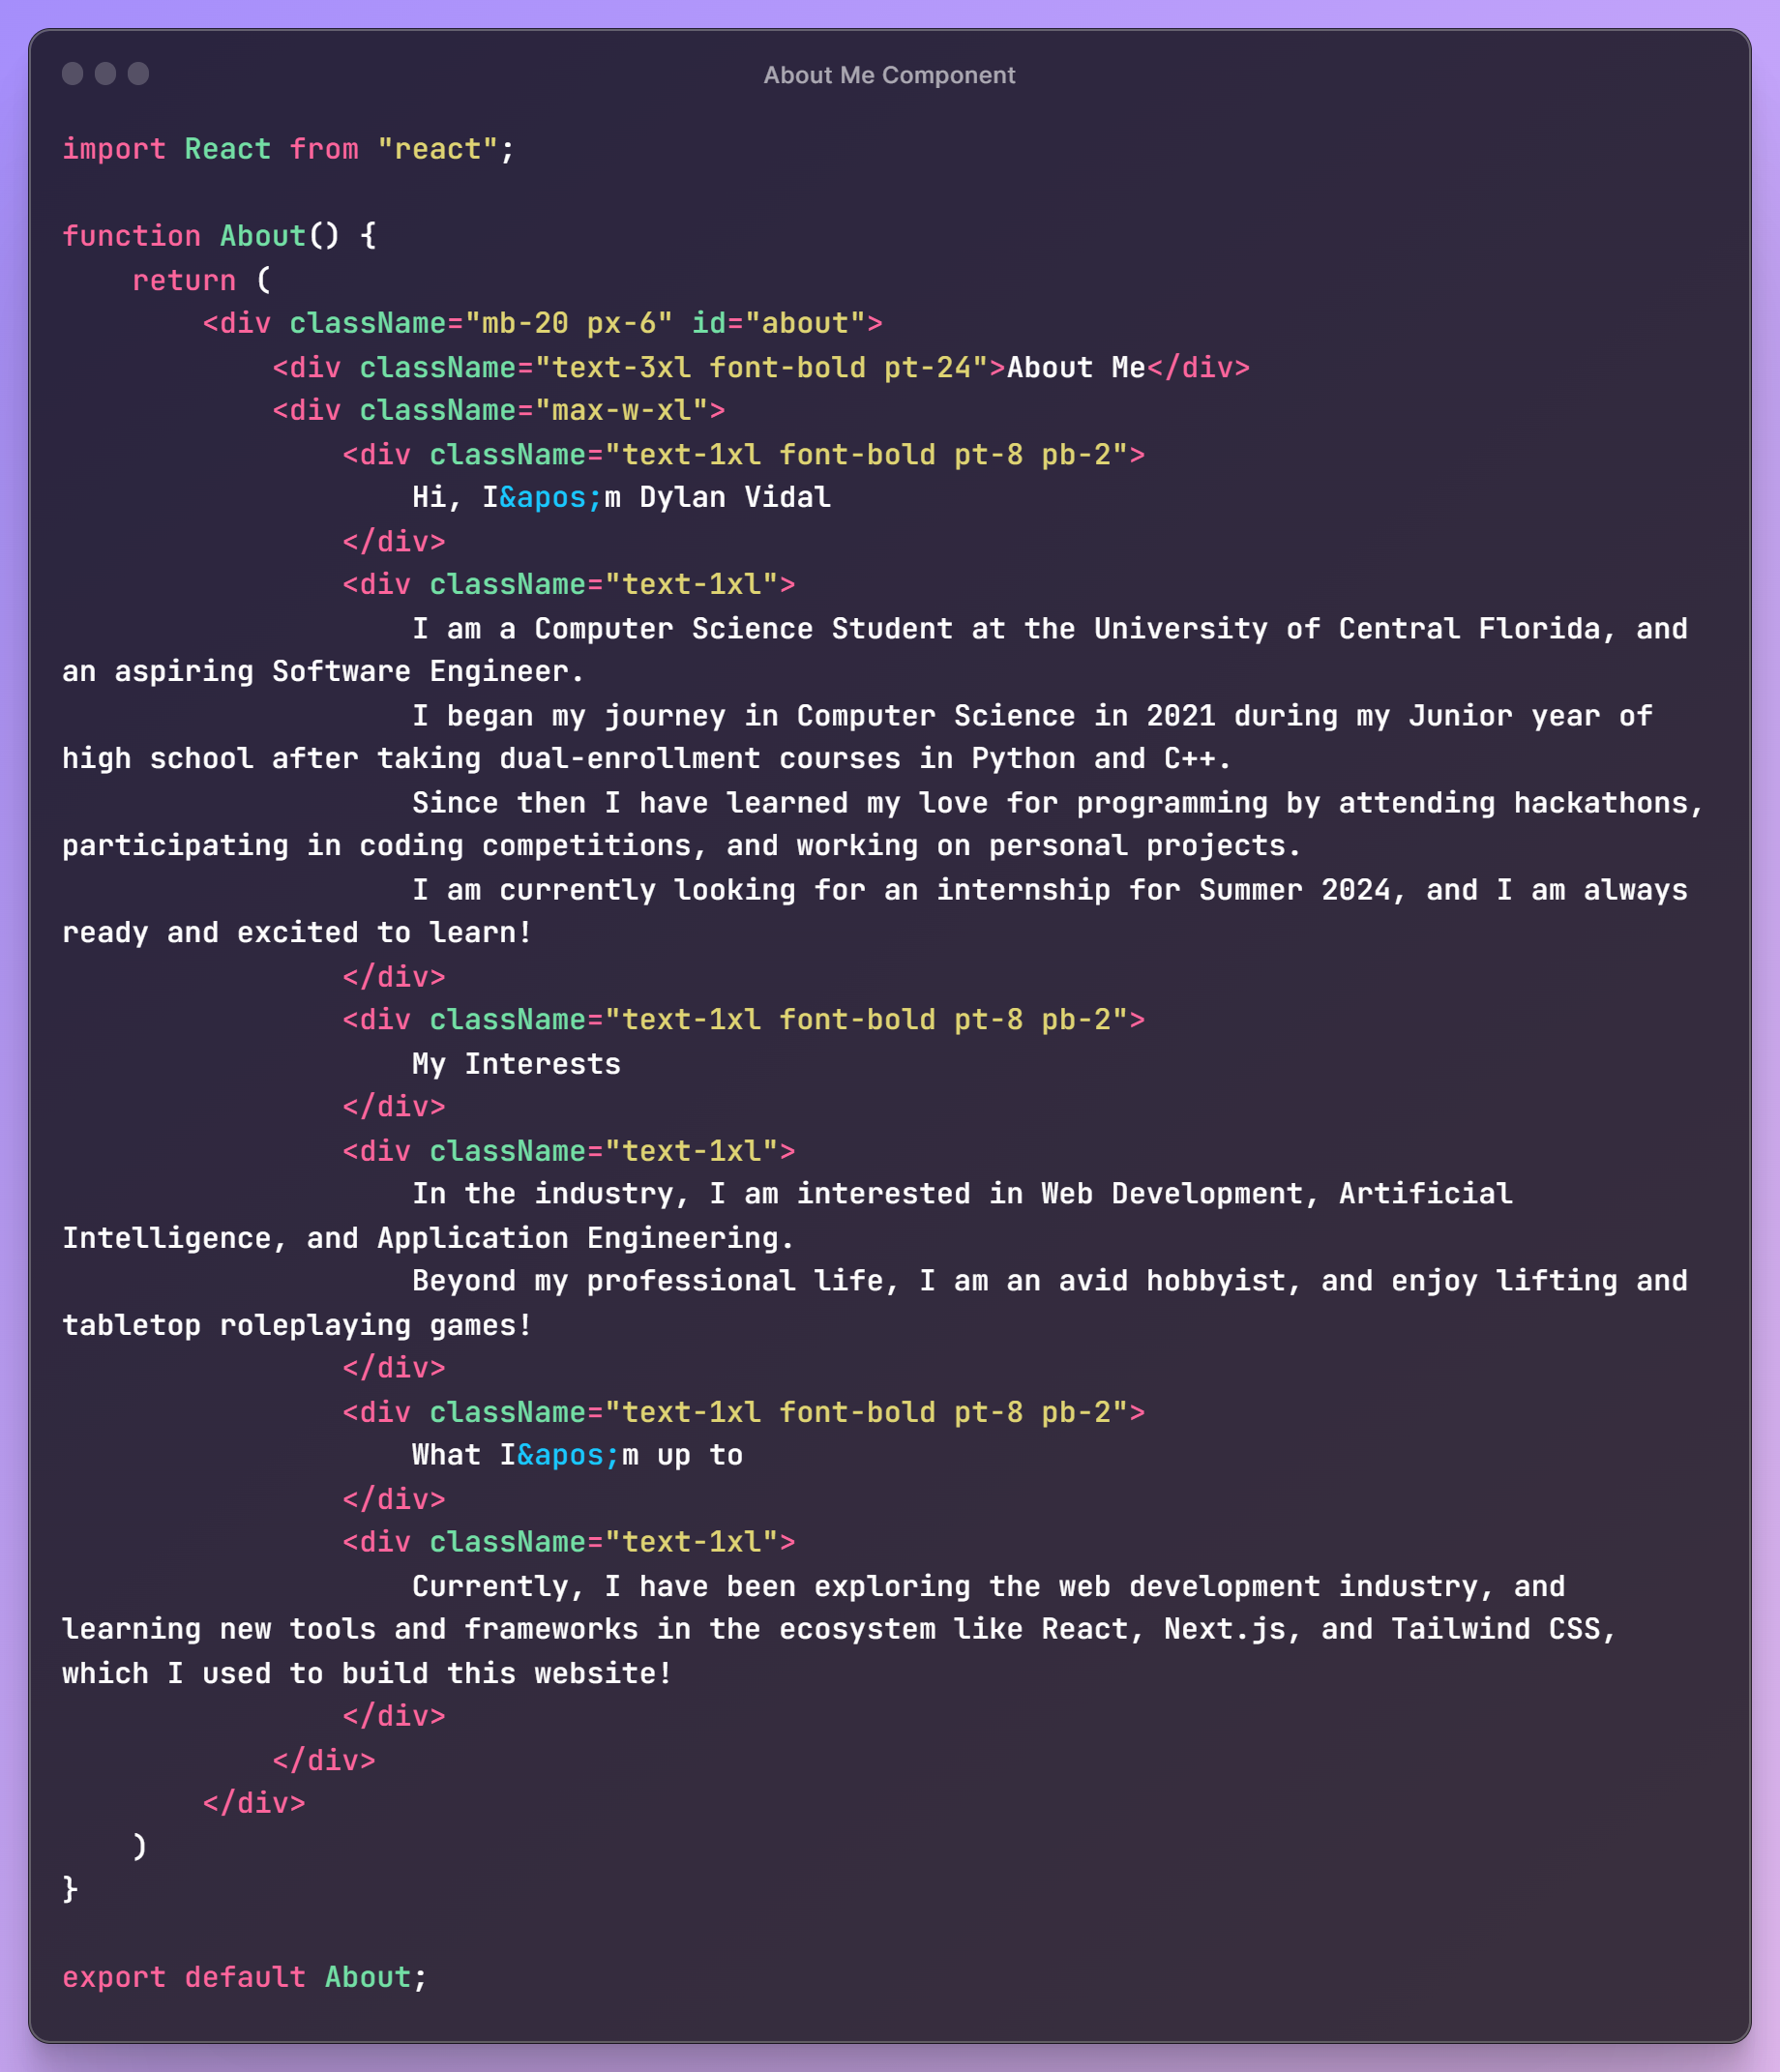 About Me Component
import React from "react";
function About() {
    return (
        <div className="mb-20 px-6" id="about">
            <div className="text-3xl font-bold pt-24">About Me</div>
            <div className="max-w-xl">
                <div className="text-1xl font-bold pt-8 pb-2">
                    Hi, I&apos;m Dylan Vidal
                </div>
                <div className="text-1xl">
                    I am a Computer Science Student at the University of Central Florida, and
an aspiring Software Engineer.
                    I began my journey in Computer Science in 2021 during my Junior year of
high school after taking dual-enrollment courses in Python and C++.
                    Since then I have learned my love for programming by attending hackathons,
participating in coding competitions, and working on personal projects.
                    I am currently looking for an internship for Summer 2024, and I am always
ready and excited to learn!
                </div>
                <div className="text-1xl font-bold pt-8 pb-2">
                    My Interests
                </div>
                <div className="text-1xl">
                    In the industry, I am interested in Web Development, Artificial
Intelligence, and Application Engineering.
                    Beyond my professional life, I am an avid hobbyist, and enjoy lifting and
tabletop roleplaying games!
                </div>
                <div className="text-1xl font-bold pt-8 pb-2">
                    What I&apos;m up to
                </div>
                <div className="text-1xl">
                    Currently, I have been exploring the web development industry, and
learning new tools and frameworks in the ecosystem like React, Next.js, and Tailwind CSS,
which I used to build this website!
                </div>
            </div>
        </div>
    )
}
export default About;